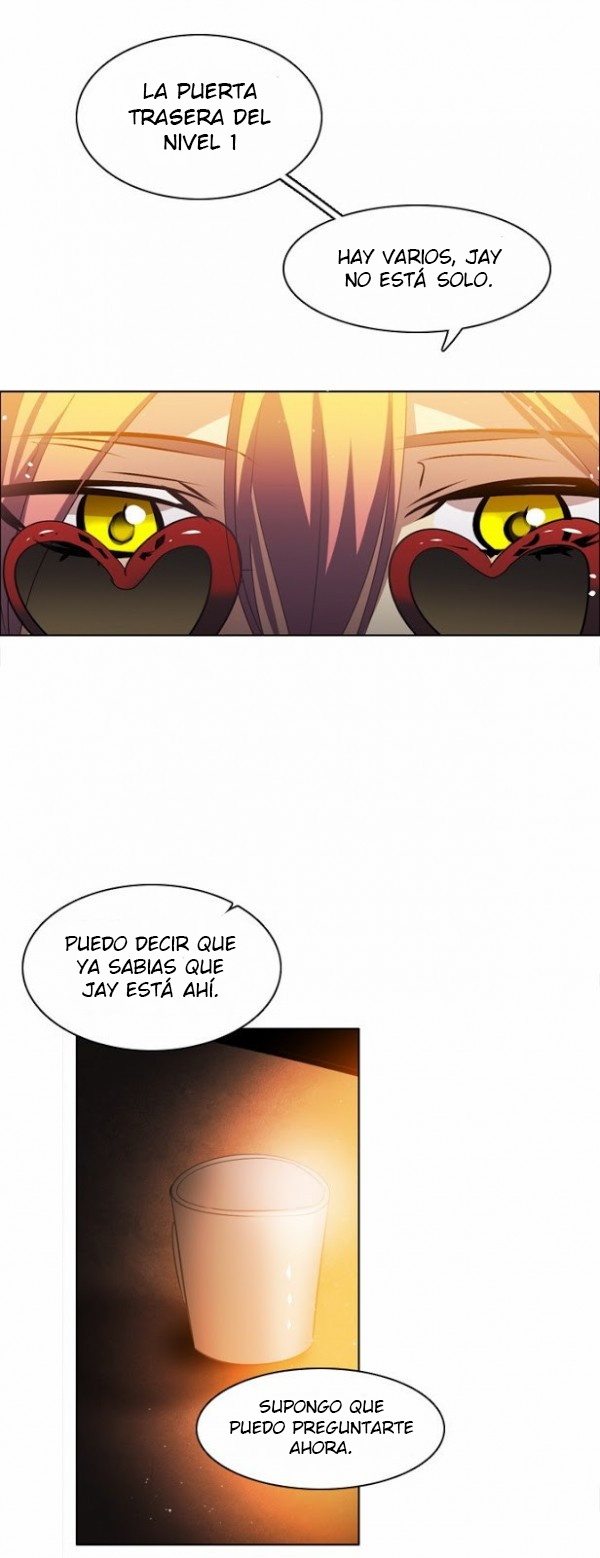 LA PUERTA
TRASERA DEL
NIVEL 1
HAY VARIOS, JAY
NO ESTÁ SOLO.
PUEDO DECIR QUE
YA SABIAS QUE
JAY ESTÁ AHÍ.
SUPONGO QUE
PUEDO PREGUNTARTE
AHORA.